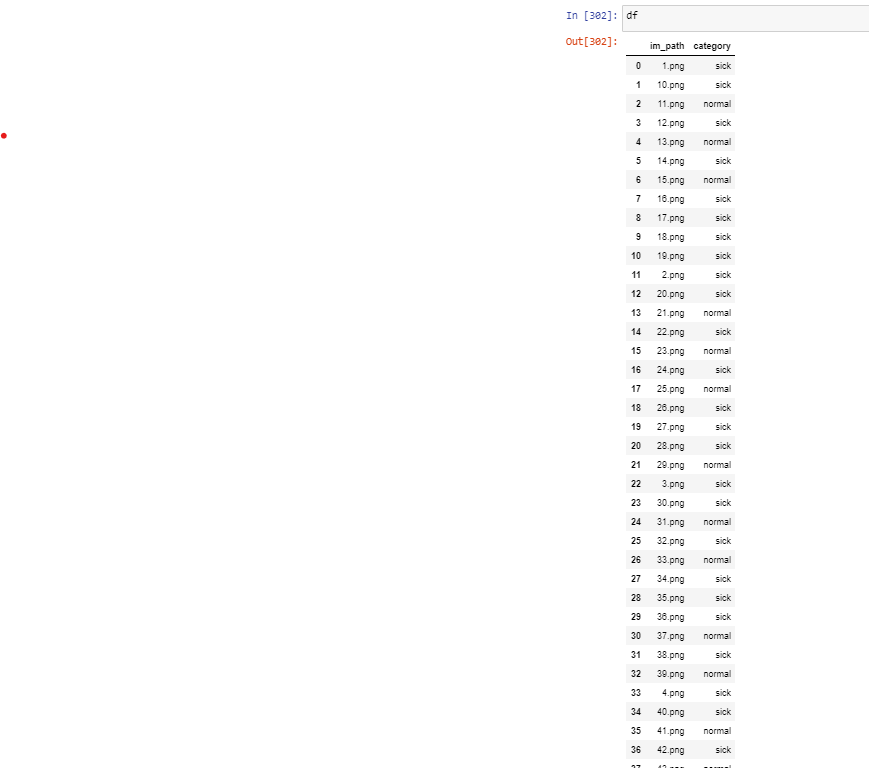 In [302]: df
Out[302]:
im_path category
0 1.png sick
1 10.png sick
2 11.png normal
3 12.png sick
4 13.png normal
5 14.png sick
6 15.png normal
7 16.png sick
8 17.png sick
9 18.png sick
10 19.png sick
11 2.png sick
12 20.png sick
13 21.png normal
14 22.png sick
15 23.png normal
16 24.png sick
17 25.png normal
18 26.png sick
19 27.png sick
20 28.png sick
21 29.png normal
22 3.png sick
23 30.png sick
24 31.png normal
25 32.png sick
26 33.png normal
27 34.png sick
28 35.png sick
29 36.png sick
30 37.png normal
31 38.png sick
32 39.png normal
33 4.png sick
34 40.png sick
35 41.png normal
36 42.png sick